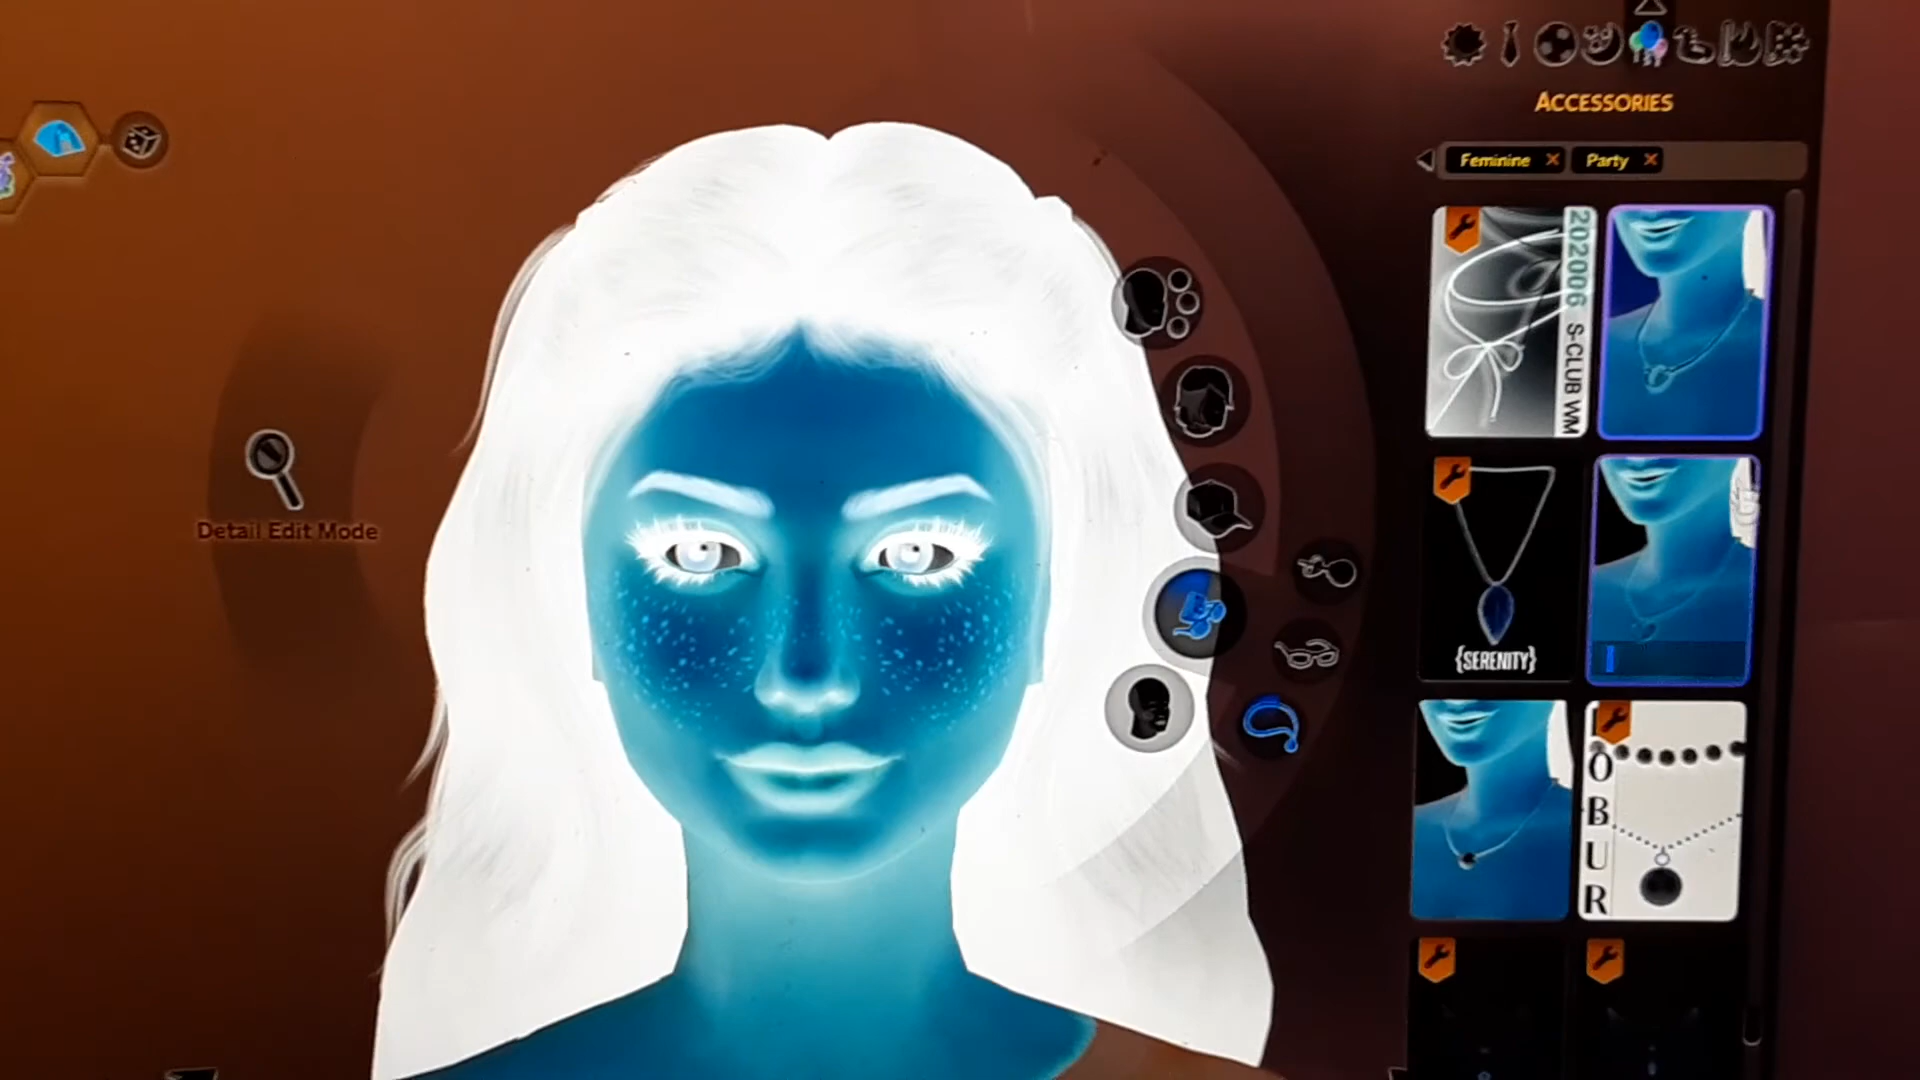 ACCESSORIES
Feminine
Party
202006 S-CLUB WM
Detail Edit Mode
{SERENITY}
OBUR